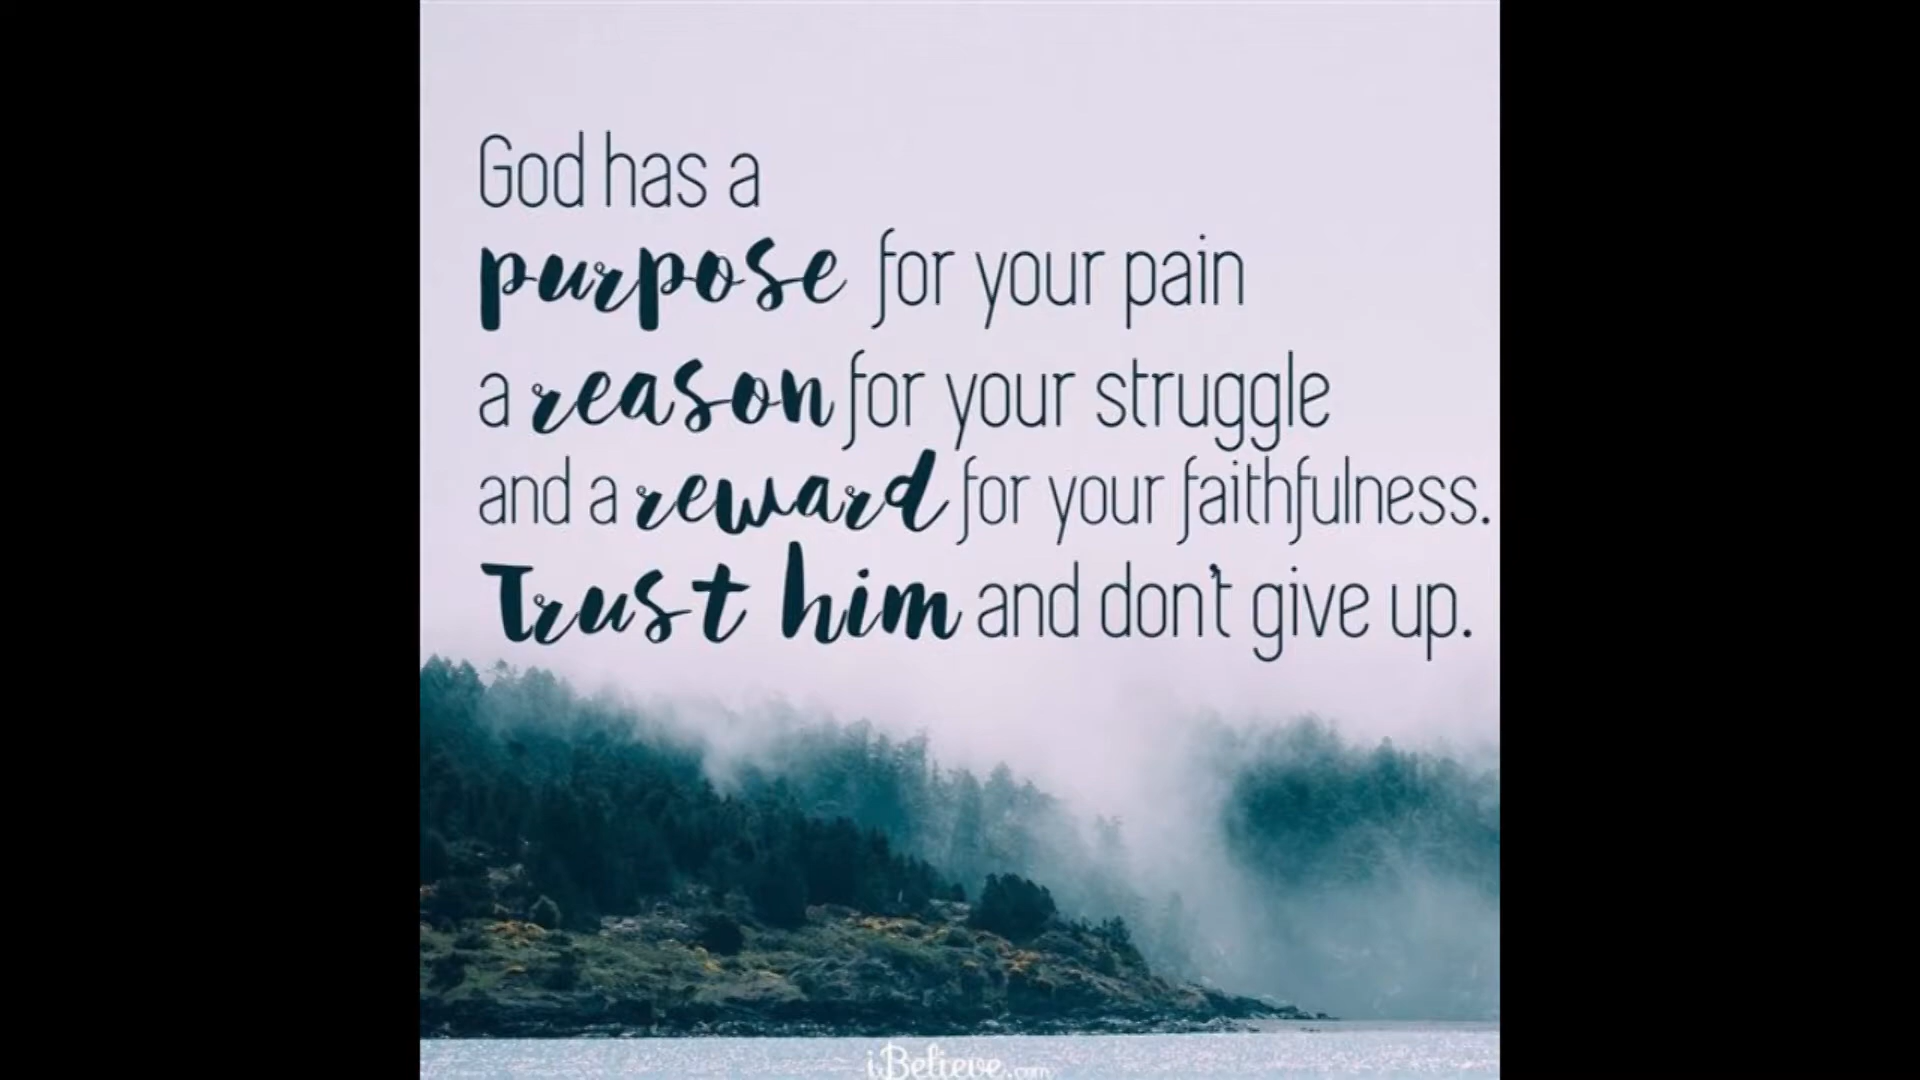 God has a
purpose for your pain
a reason for your struggle
and a reward for your faithfulness.
Trust him and don't give up.
iBelieve.com